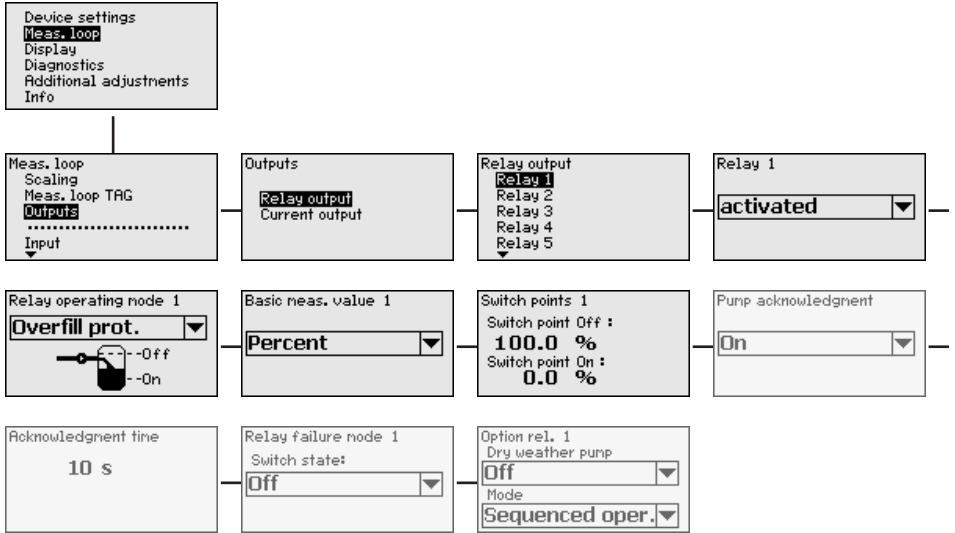 Device settings
Meas. loop
Display
Diagnostics
Additional adjustments
Info
Meas. loop
Scaling
Meas. loop TAG
Outputs
Input
Outputs
Relay output
Current output
Relay output
Relay 1
Relay 2
Relay 3
Relay 4
Relay 5
Relay 1
activated
Relay operating mode 1
Overfill prot.
--Off
--On
Basic meas. value 1
Percent
Switch points 1
Switch point Off :
100.0 %
Switch point On :
0.0 %
Pump acknowledgment
On
Acknowledgment time
10 s
Relay failure mode 1
Switch state:
Off
Option rel. 1
Dry weather pump
Off
Mode
Sequenced oper.